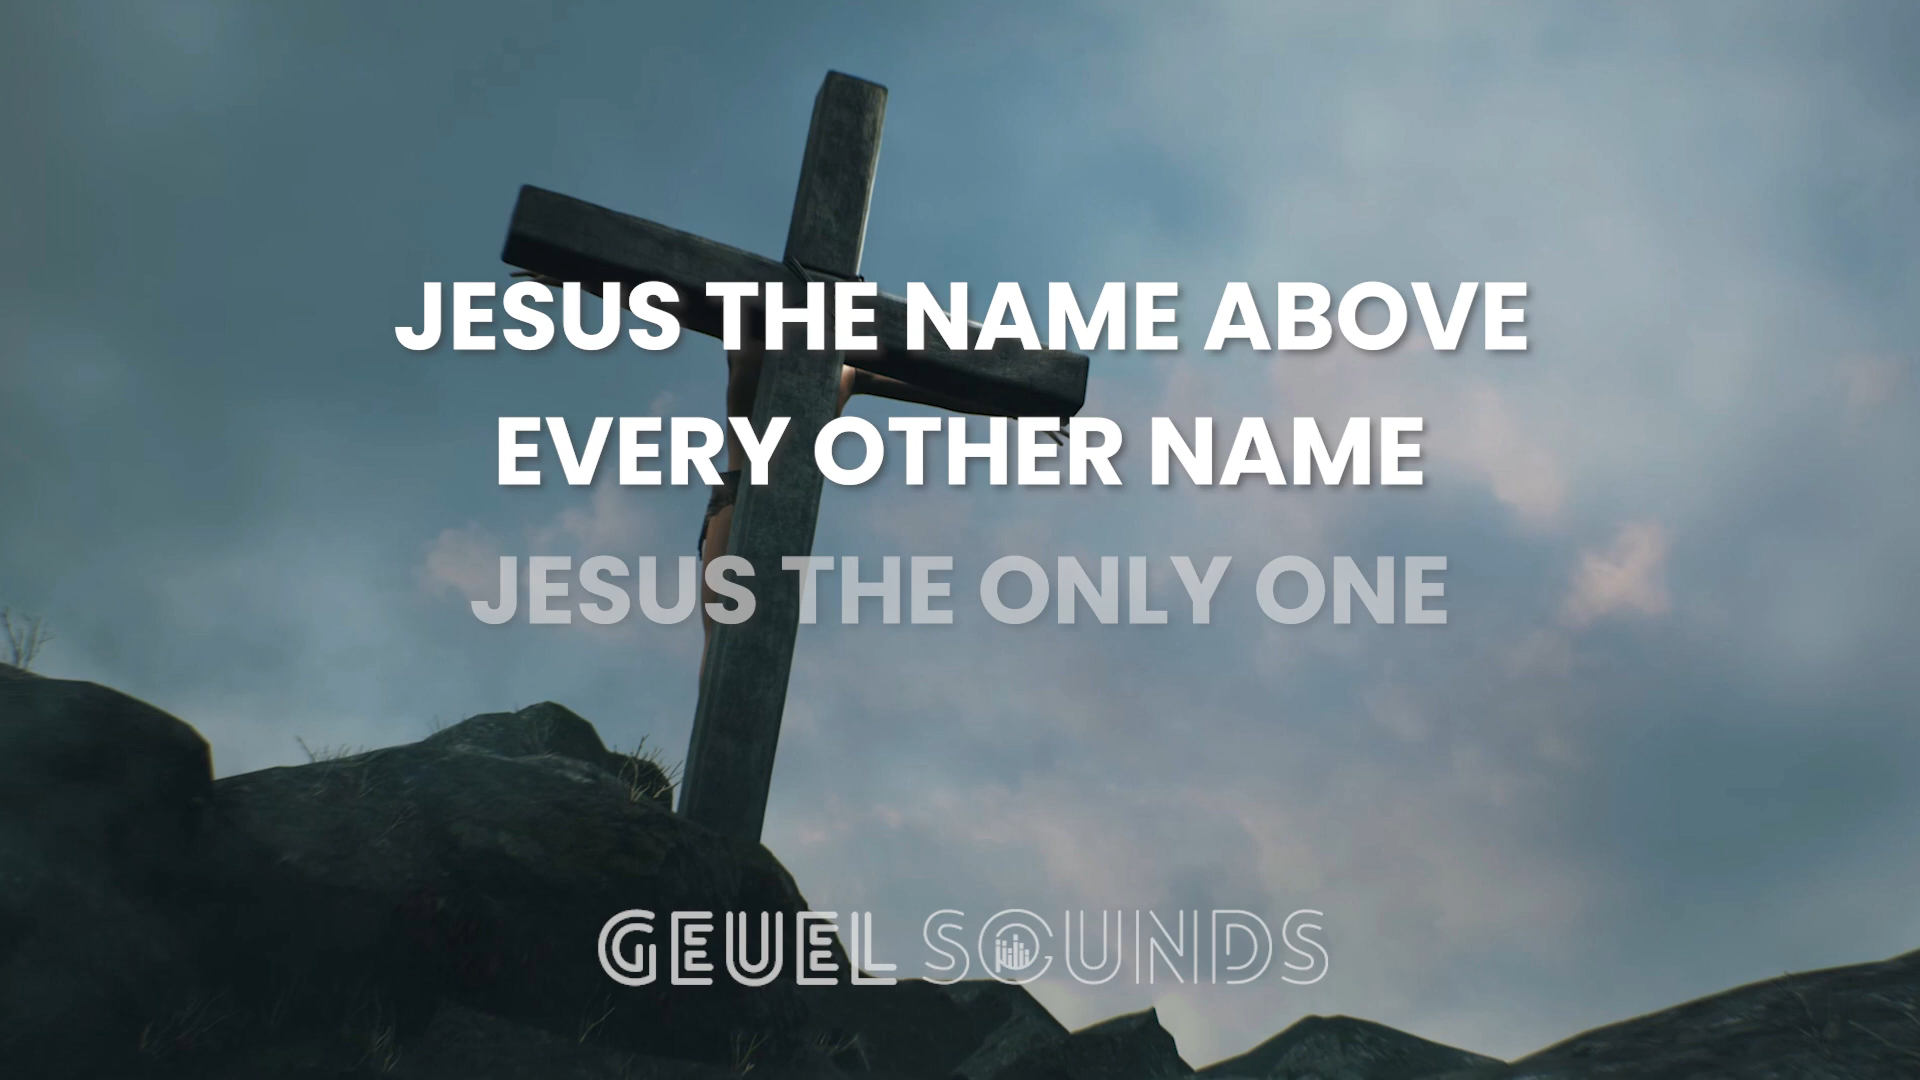 JESUS THE NAME ABOVE
EVERY OTHER NAME
JESUS THE ONLY ONE
GEUEL SOUNDS